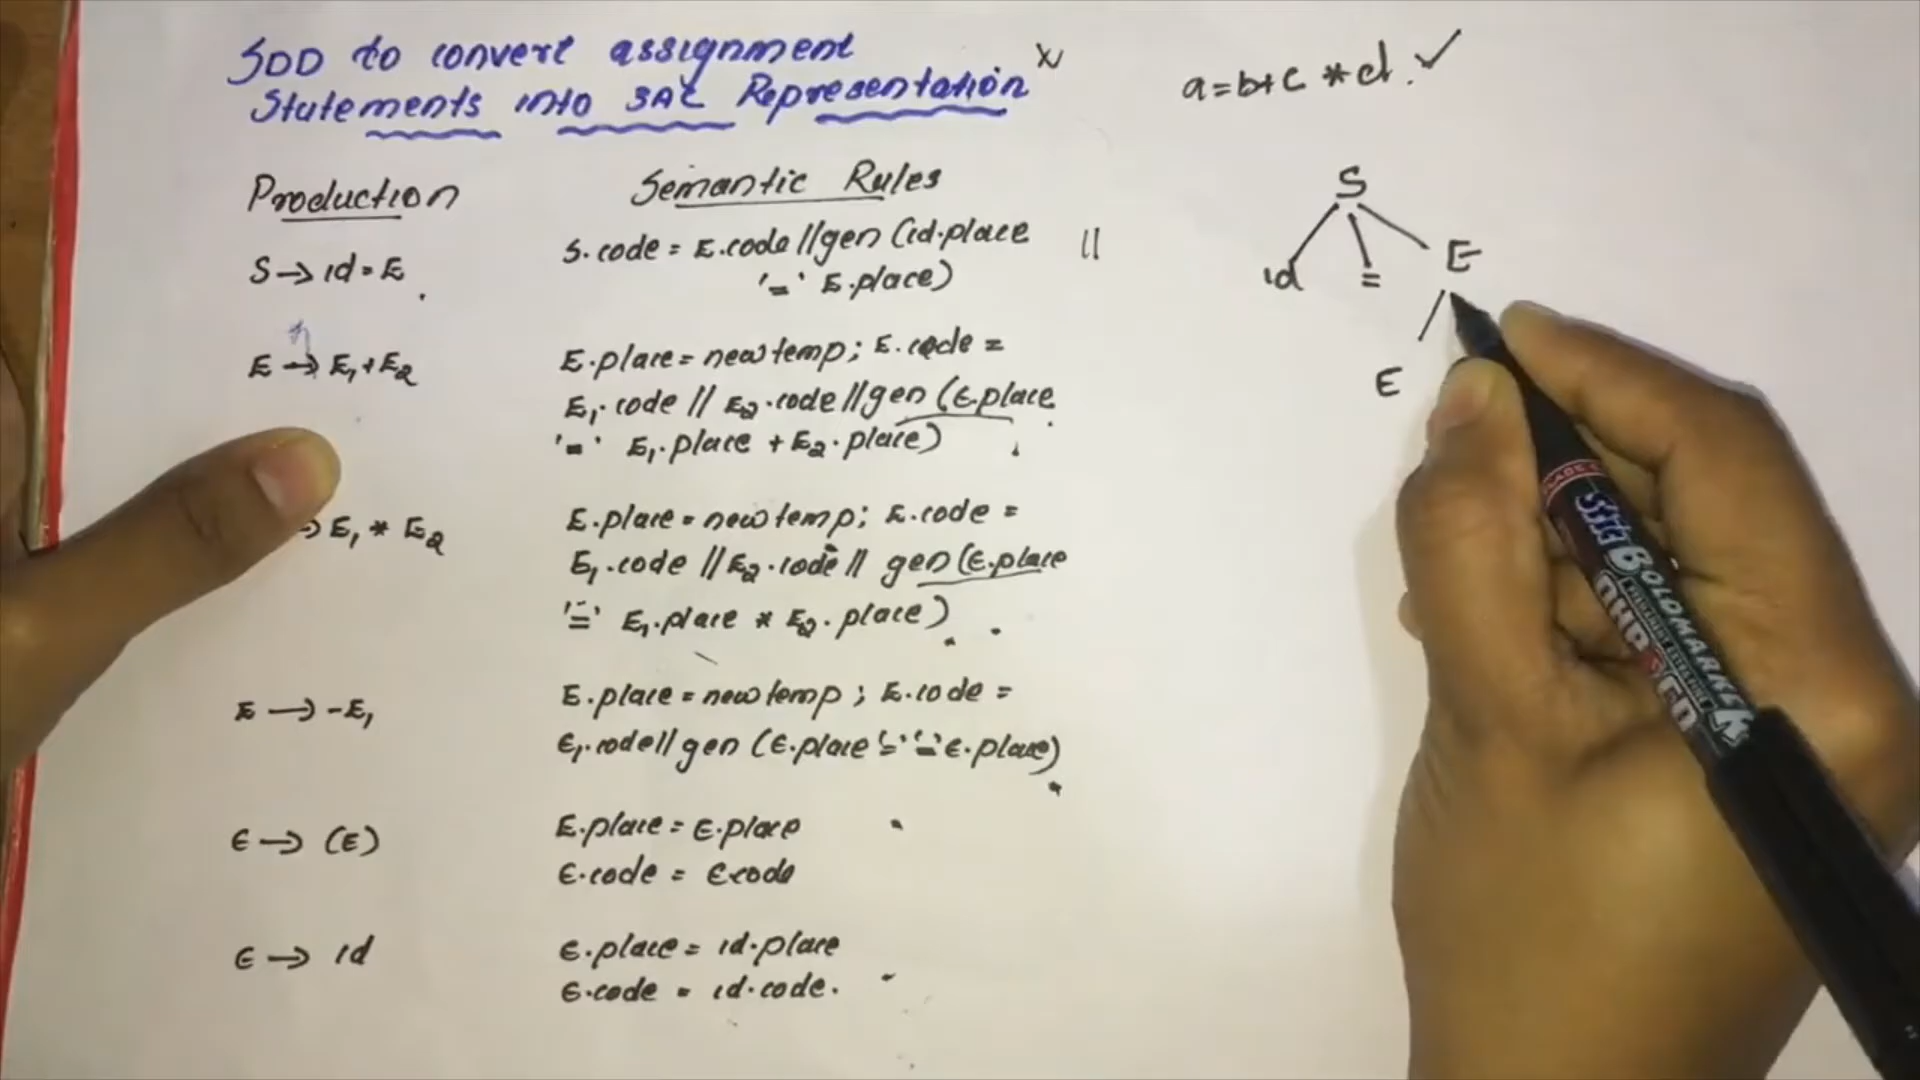 SDD to convert assignment
Statements into 3AC Representation
a=b+c *d.
Production
Semantic Rules
S→ id = E
S.code = E.code//gen (id.place
'=' E.place)
E → E1+E2
E.place = newtemp; E.code =
E1.code // E2.code//gen (E.place
'=' E1.place + E2.place)
→ E1 * E2
E.place = newtemp; E.code =
E1.code //E2.code // gen(E.place
'=' E1.place * E2.place)
E → -E1
E.place = newtemp; E.code =
E1.code//gen (E.place '=' '-' E.place)
E → (E)
E.place = E.place
E.code = E.code
E → id
E.place = id.place
E.code = id.code.
S
id = E
E
BOLDMARKER
OHP